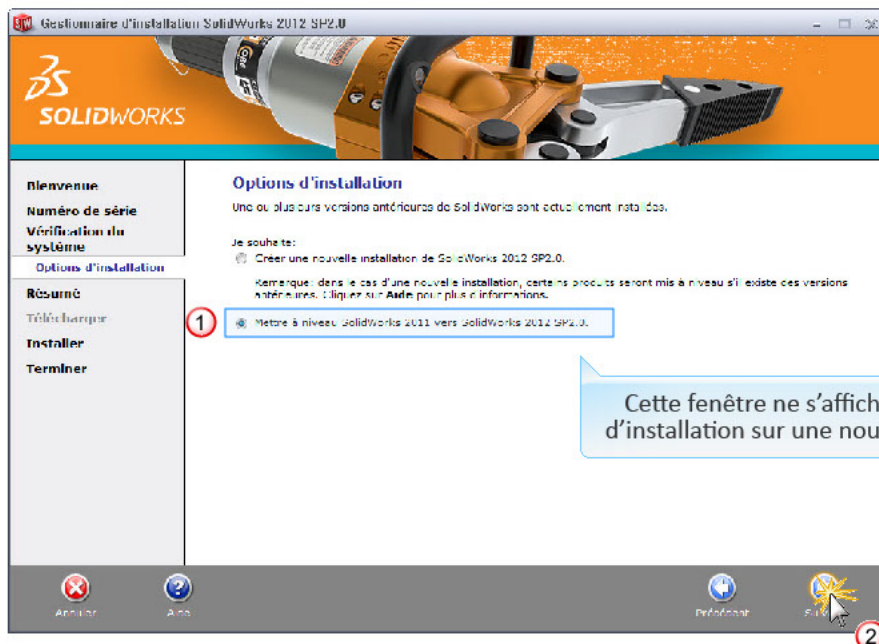 Gestionnaire d'installation SolidWorks 2012 SP2.0
SOLIDWORKS
Bienvenue
Numéro de série
Vérification du
système
Options d'installation
Résumé
Télécharger
Installer
Terminer
Options d'installation
Une ou plusieurs versions antérieures de SolidWorks sont actuellement installées.
Je souhaite:
Créer une nouvelle installation de SolidWorks 2012 SP2.0.
Remarque: dans le cas d'une nouvelle installation, certains produits seront mis à niveau s'il existe des versions
antérieures. Cliquez sur Aide pour plus d'informations.
1
Mettre à niveau SolidWorks 2011 vers SolidWorks 2012 SP2.0.
Cette fenêtre ne s'affich
d'installation sur une nou
Annuler
Aide
Précédent
2